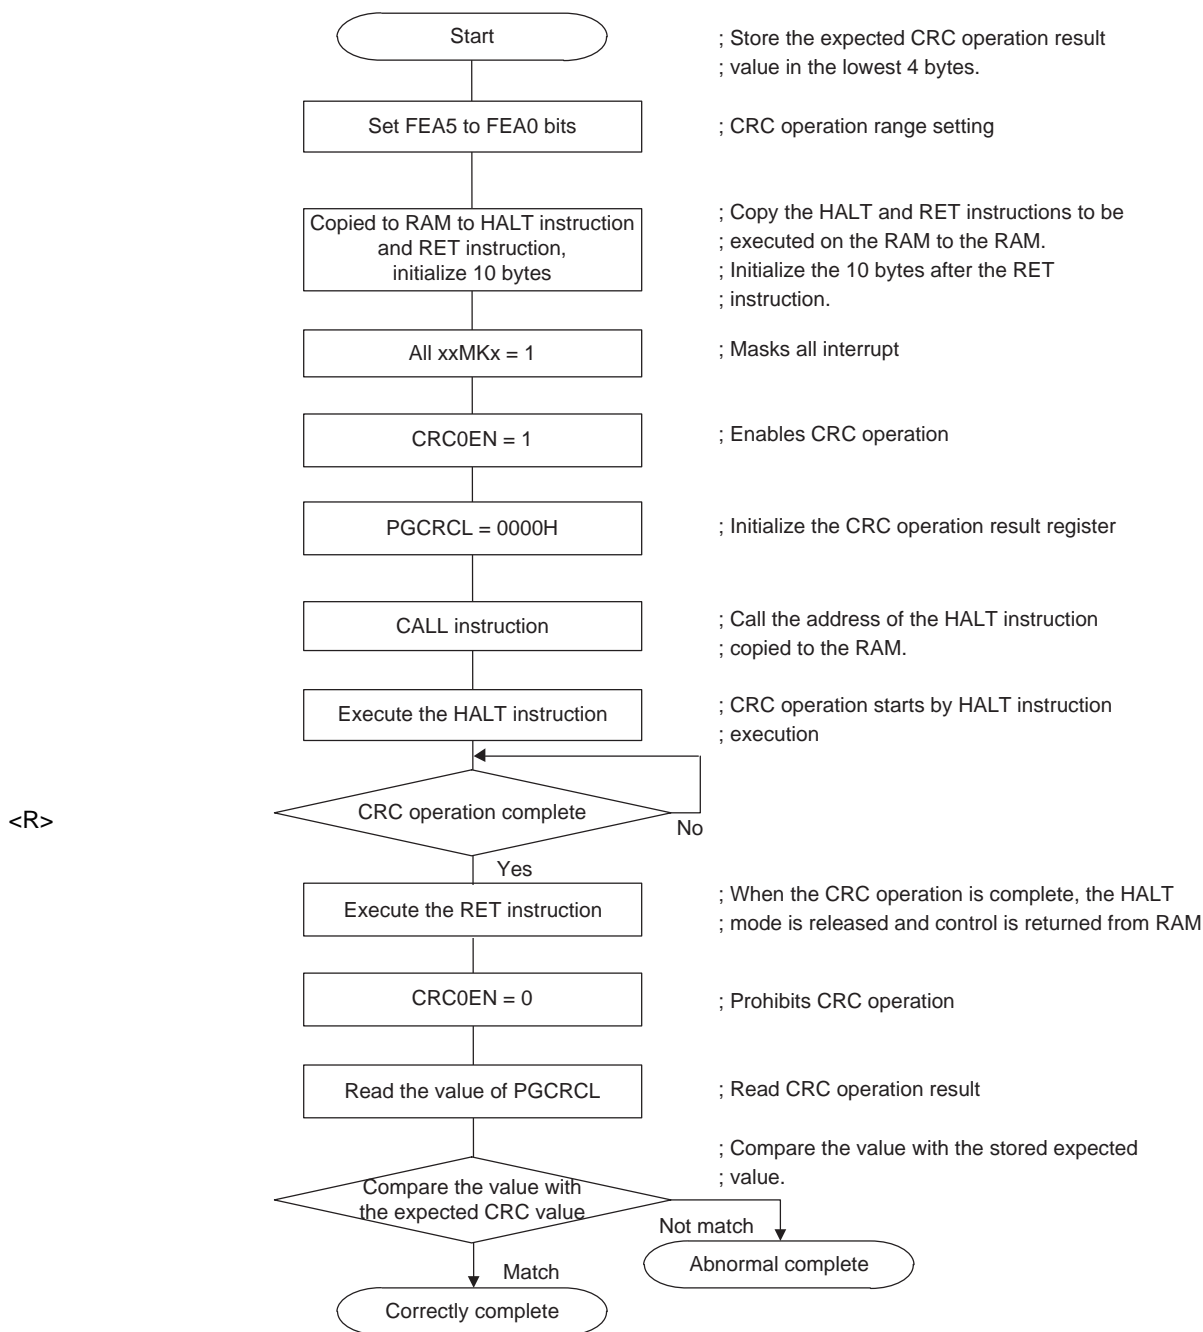 Start
; Store the expected CRC operation result
; value in the lowest 4 bytes.
Set FEA5 to FEA0 bits
; CRC operation range setting
Copied to RAM to HALT instruction
and RET instruction,
initialize 10 bytes
; Copy the HALT and RET instructions to be
; executed on the RAM to the RAM.
; Initialize the 10 bytes after the RET
; instruction.
All xxMKx = 1
; Masks all interrupt
CRC0EN = 1
; Enables CRC operation
PGCRCL = 0000H
; Initialize the CRC operation result register
CALL instruction
; Call the address of the HALT instruction
; copied to the RAM.
Execute the HALT instruction
; CRC operation starts by HALT instruction
; execution
<R>
CRC operation complete
No
Yes
Execute the RET instruction
; When the CRC operation is complete, the HALT
; mode is released and control is returned from RAM
CRC0EN = 0
; Prohibits CRC operation
Read the value of PGCRCL
; Read CRC operation result
; Compare the value with the stored expected
; value.
Compare the value with
the expected CRC value
Not match
Abnormal complete
Match
Correctly complete